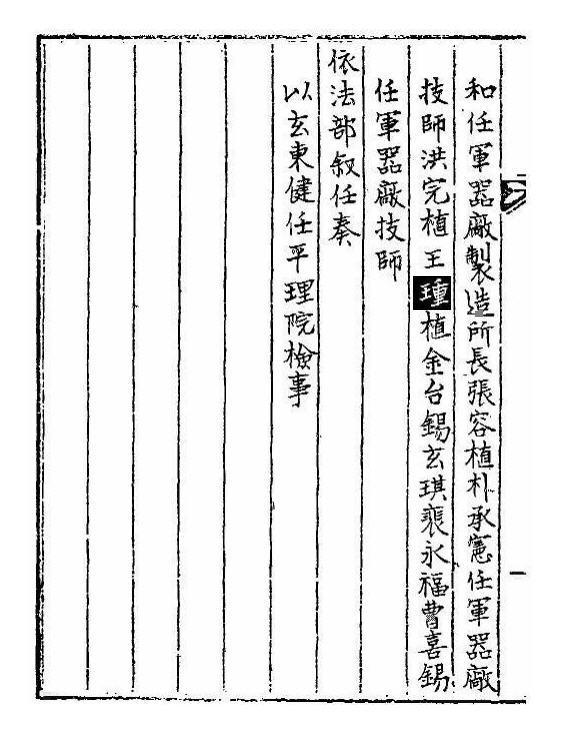 和任軍器廠製造所長張容植朴承憲任軍器廠
技師洪完植王瑾植金台錫玄琪裵永福曹喜錫
任軍器廠技師
依法部叙任奏
以玄東健任平理院檢事